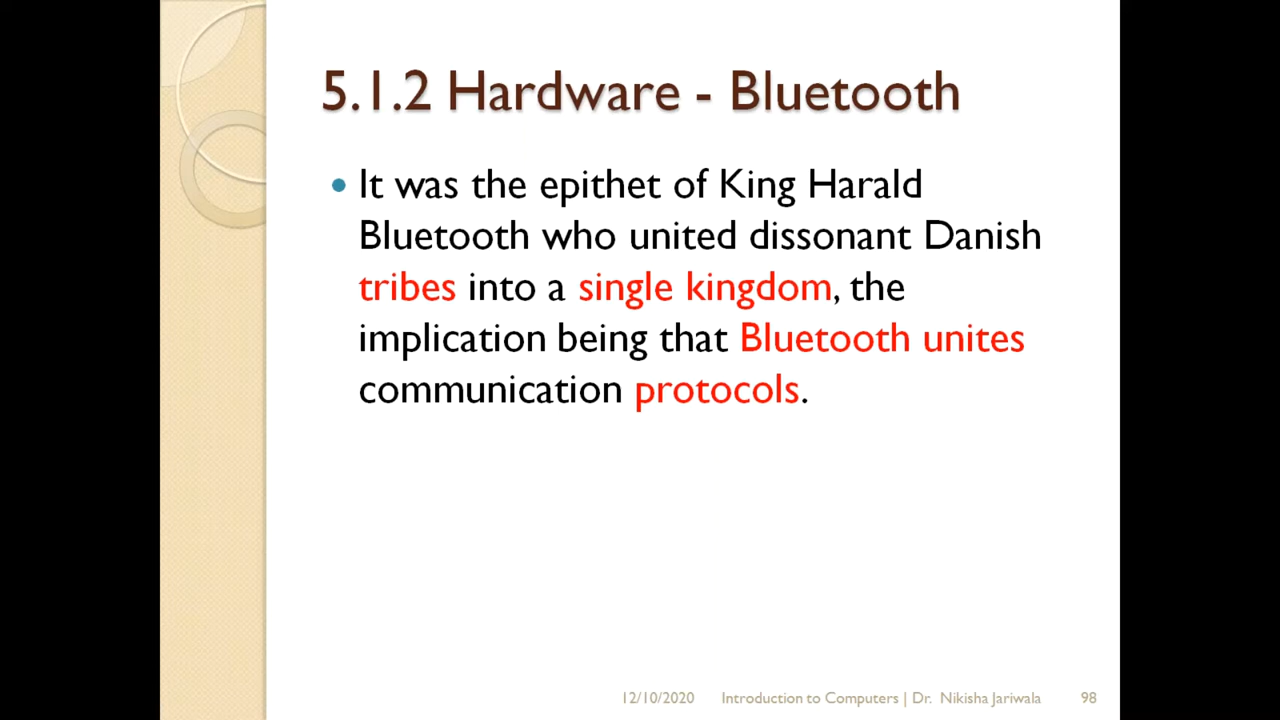 5.1.2 Hardware - Bluetooth
• It was the epithet of King Harald
Bluetooth who united dissonant Danish
tribes into a single kingdom, the
implication being that Bluetooth unites
communication protocols.
12/10/2020 Introduction to Computers | Dr. Nikisha Jariwala 98